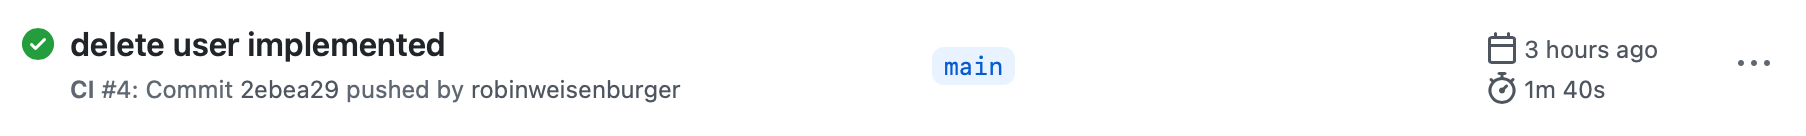 delete user implemented
CI #4: Commit 2ebea29 pushed by robinweisenburger
main
3 hours ago
1m 40s